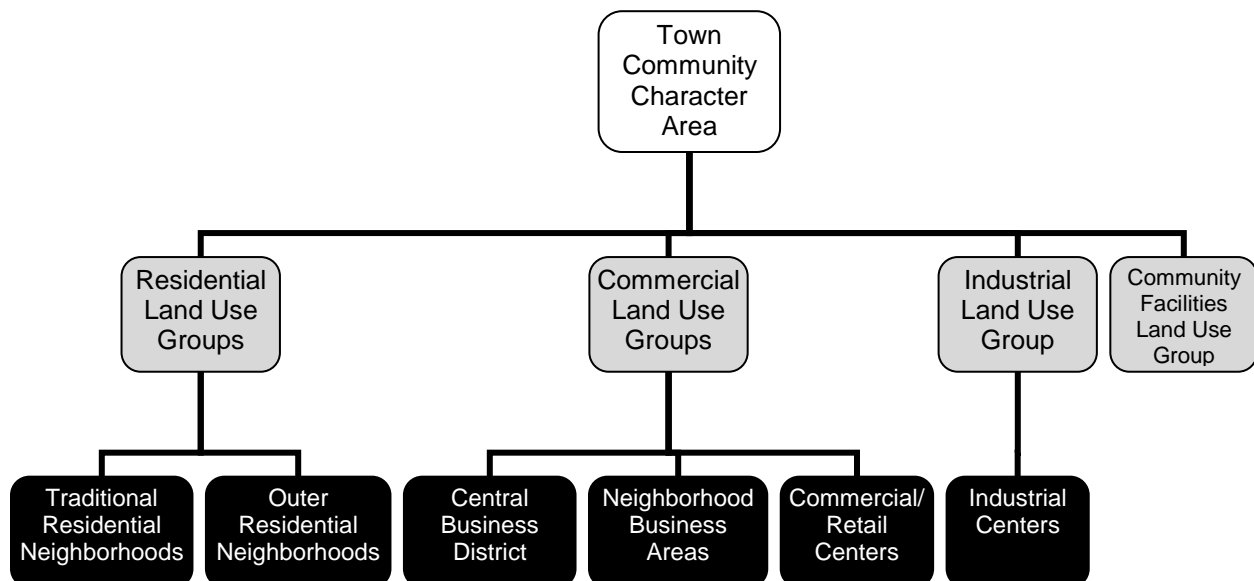 Town
Community
Character
Area
Residential
Land Use
Groups
Commercial
Land Use
Groups
Industrial
Land Use
Group
Community
Facilities
Land Use
Group
Traditional
Residential
Neighborhoods
Outer
Residential
Neighborhoods
Central
Business
District
Neighborhood
Business
Areas
Commercial/
Retail
Centers
Industrial
Centers